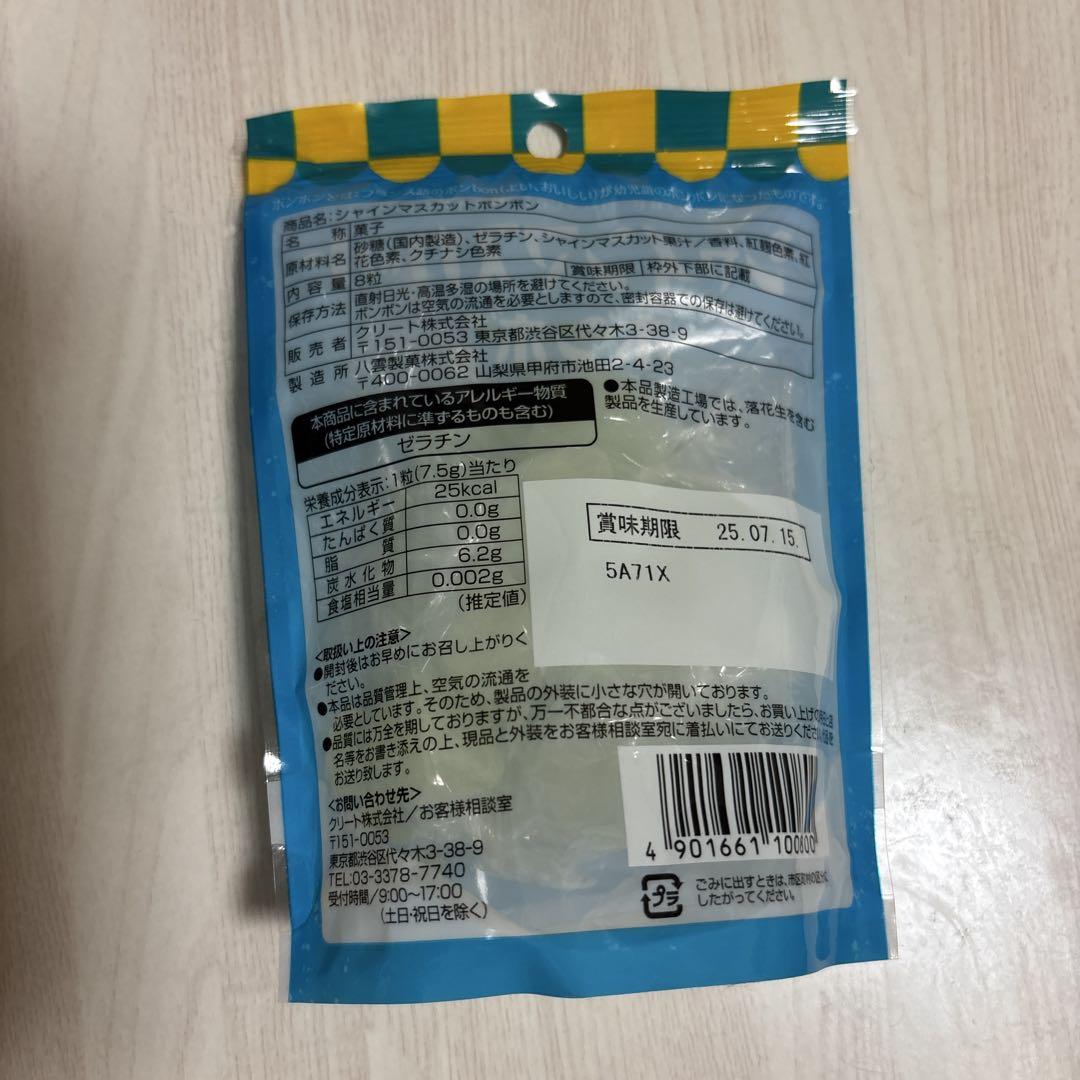 商品名:シャインマスカットボンボン
名称 菓子
原材料名 砂糖(国内製造)、ゼラチン、シャインマスカット果汁/香料、紅麹色素、紅
花色素、クチナシ色素
内容量 8粒 賞味期限 枠外下部に記載
保存方法 直射日光・高温多湿の場所を避けてください。
ボンボンは空気の流通を必要としますので、密封容器での保存は避けてください。
販売者 クリート株式会社
〒151-0053 東京都渋谷区代々木3-38-9
製造所 八雲製菓株式会社
〒400-0062 山梨県甲府市池田2-4-23
本商品に含まれているアレルギー物質
(特定原材料に準ずるものも含む)
ゼラチン
●本品製造工場では、落花生を含む
製品を生産しています。
栄養成分表示:1粒(7.5g)当たり
エネルギー 25kcal
たんぱく質 0.0g
脂質 0.0g
炭水化物 6.2g
食塩相当量 0.002g
(推定値)
賞味期限 25.07.15.
5A71X
<取扱い上の注意>
●開封後はお早めにお召し上がりく
ださい。
●本品は品質管理上、空気の流通を
必要としています。そのため、製品の外装に小さな穴が開いております。
●品質には万全を期しておりますが、万一不都合な点がございましたら、お買い上げの
名等をお書き添えの上、現品と外装をお客様相談室宛に着払いにてお送りください
お送り致します。
<お問い合わせ先>
クリート株式会社/お客様相談室
〒151-0053
東京都渋谷区代々木3-38-9
TEL:03-3378-7740
受付時間/9:00~17:00
(土日・祝日を除く)
4 901661 100600
プラ
ごみに出すときは、市区町村の区分に
したがってください。